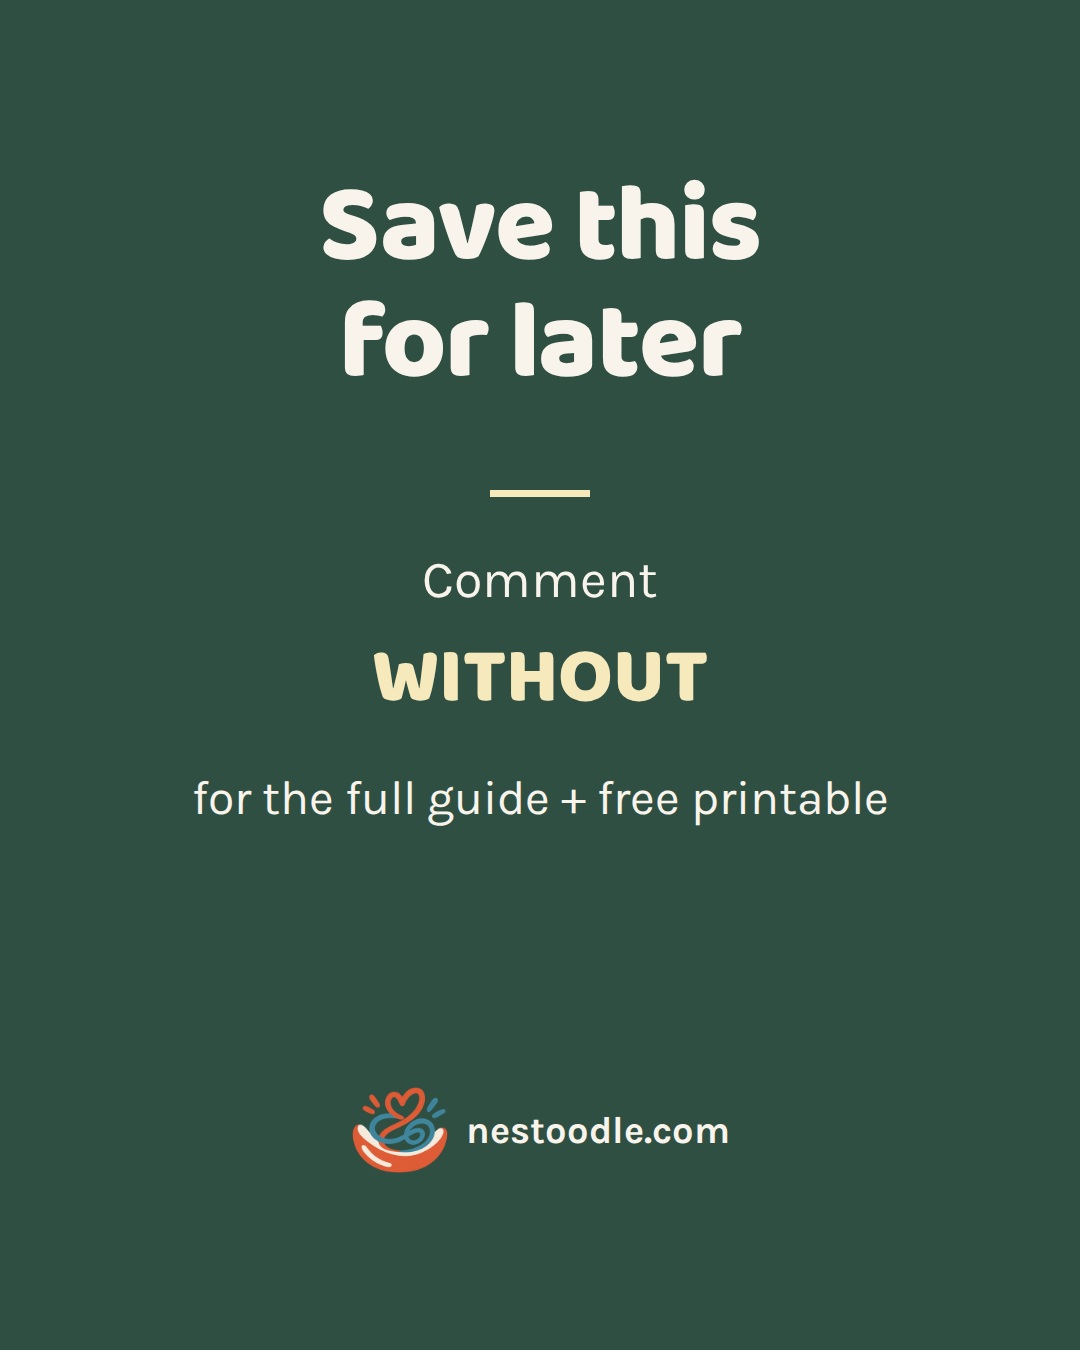 Save this
for later
Comment
WITHOUT
for the full guide + free printable
nestoodle.com